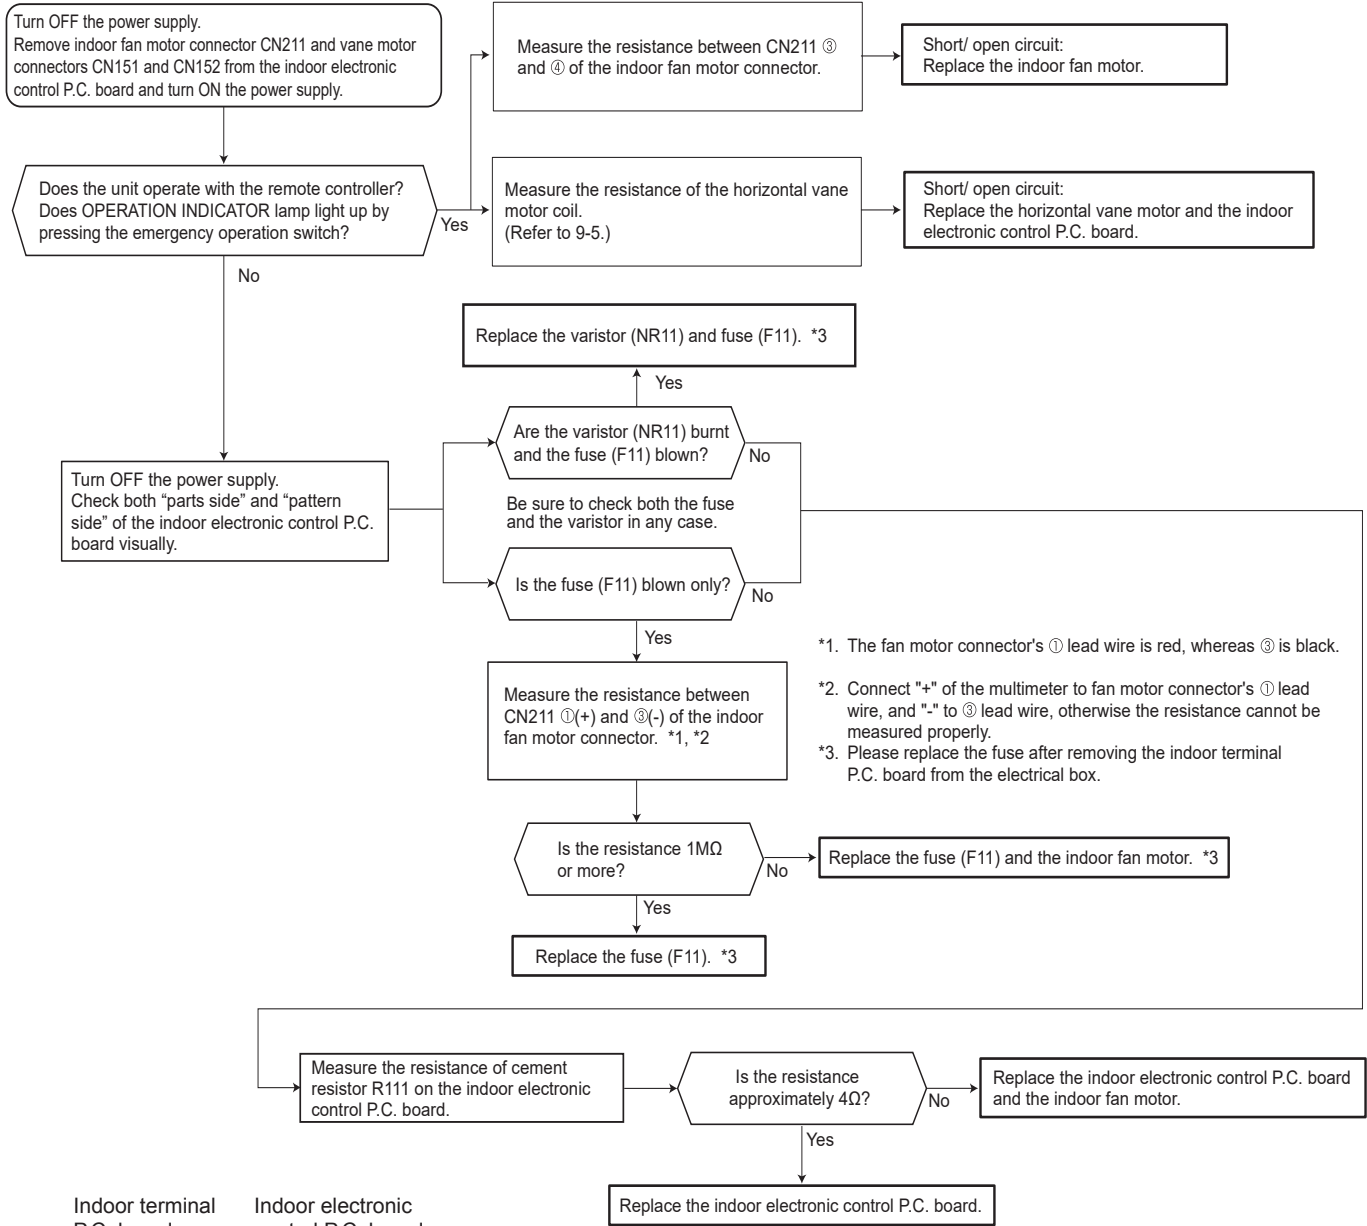 Turn OFF the power supply.
Remove indoor fan motor connector CN211 and vane motor
connectors CN151 and CN152 from the indoor electronic
control P.C. board and turn ON the power supply.
Measure the resistance between CN211 ③
and ④ of the indoor fan motor connector.
Short/ open circuit:
Replace the indoor fan motor.
Does the unit operate with the remote controller?
Does OPERATION INDICATOR lamp light up by
pressing the emergency operation switch?
Yes
Measure the resistance of the horizontal vane
motor coil.
(Refer to 9-5.)
Short/ open circuit:
Replace the horizontal vane motor and the indoor
electronic control P.C. board.
No
Replace the varistor (NR11) and fuse (F11). *3
Yes
Are the varistor (NR11) burnt
and the fuse (F11) blown?
No
Turn OFF the power supply.
Check both “parts side” and “pattern
side” of the indoor electronic control P.C.
board visually.
Be sure to check both the fuse
and the varistor in any case.
Is the fuse (F11) blown only?
No
Yes
Measure the resistance between
CN211 ①(+) and ③(-) of the indoor
fan motor connector. *1, *2
*1. The fan motor connector's ① lead wire is red, whereas ③ is black.
*2. Connect "+" of the multimeter to fan motor connector's ① lead
wire, and "-" to ③ lead wire, otherwise the resistance cannot be
measured properly.
*3. Please replace the fuse after removing the indoor terminal
P.C. board from the electrical box.
Is the resistance 1MΩ
or more?
No
Replace the fuse (F11) and the indoor fan motor. *3
Yes
Replace the fuse (F11). *3
Measure the resistance of cement
resistor R111 on the indoor electronic
control P.C. board.
Is the resistance
approximately 4Ω?
No
Replace the indoor electronic control P.C. board
and the indoor fan motor.
Yes
Replace the indoor electronic control P.C. board.
Indoor terminal
Indoor electronic